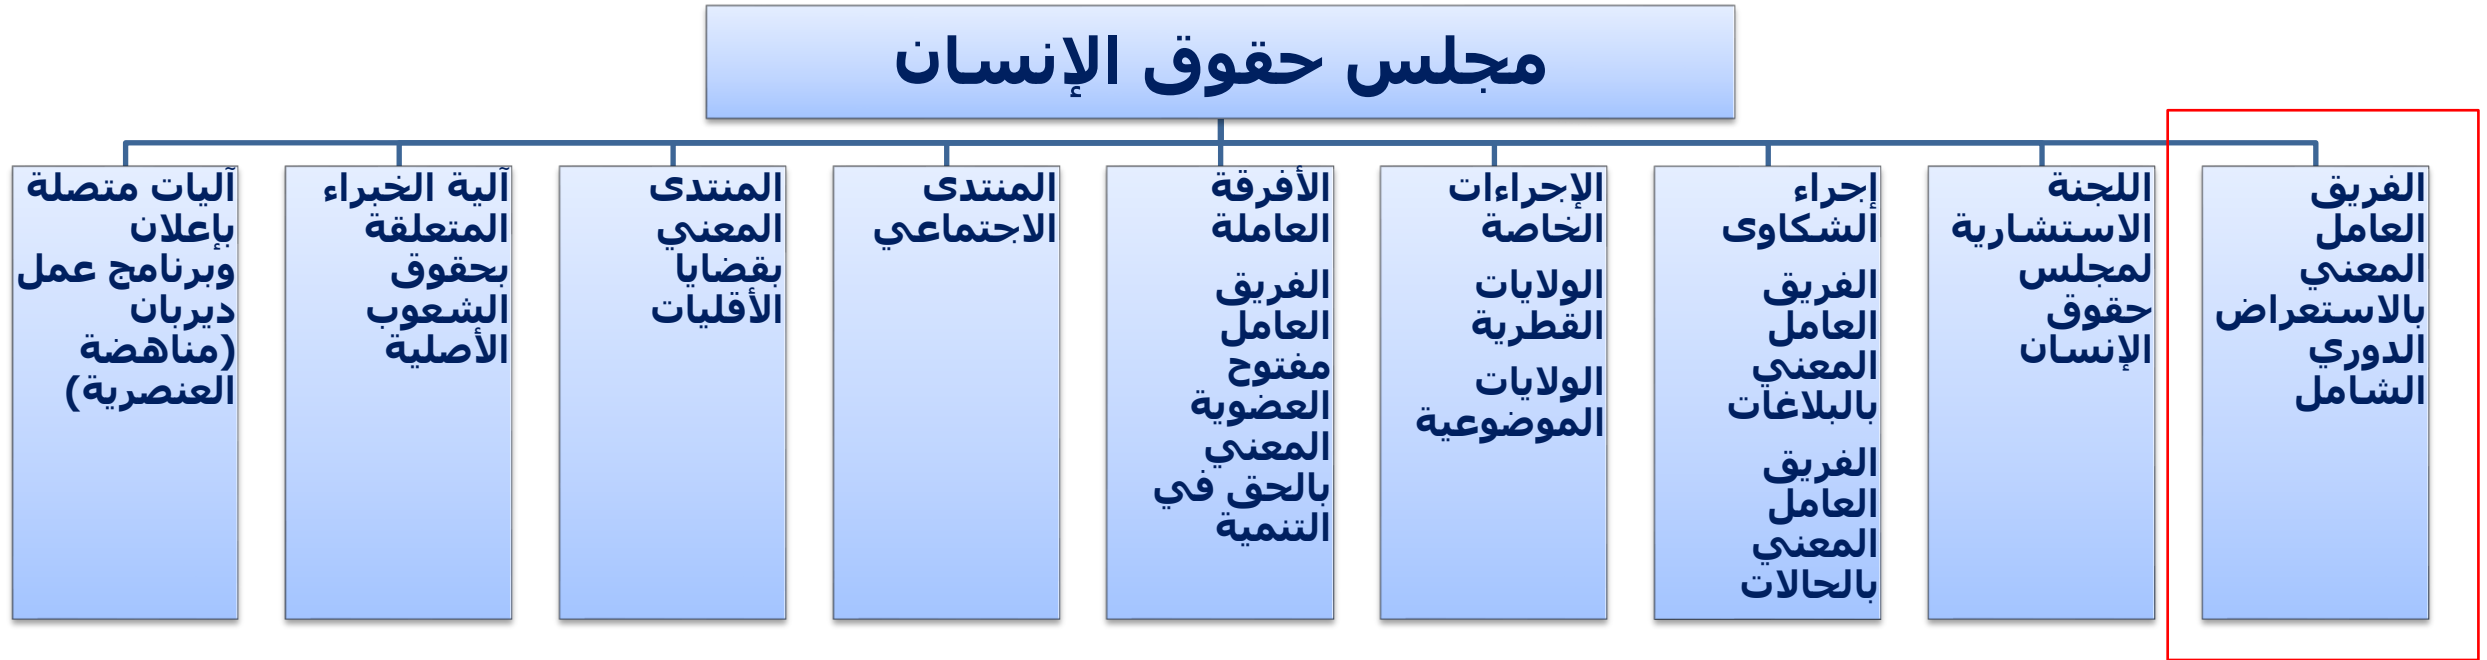 مجلس حقوق الإنسان
الفريق
العامل
المعني
بالاستعراض
الدوري
الشامل
اللجنة
الاستشارية
لمجلس
حقوق
الإنسان
إجراء
الشكاوى
الفريق
العامل
المعني
بالبلاغات
الفريق
العامل
المعني
بالحالات
الإجراءات
الخاصة
الولايات
القطرية
الولايات
الموضوعية
الأفرقة
العاملة
الفريق
العامل
مفتوح
العضوية
المعني
بالحق في
التنمية
المنتدى
الاجتماعي
المنتدى
المعني
بقضايا
الأقليات
آلية الخبراء
المتعلقة
بحقوق
الشعوب
الأصلية
آليات متصلة
بإعلان
وبرنامج عمل
ديربان
(مناهضة
العنصرية)